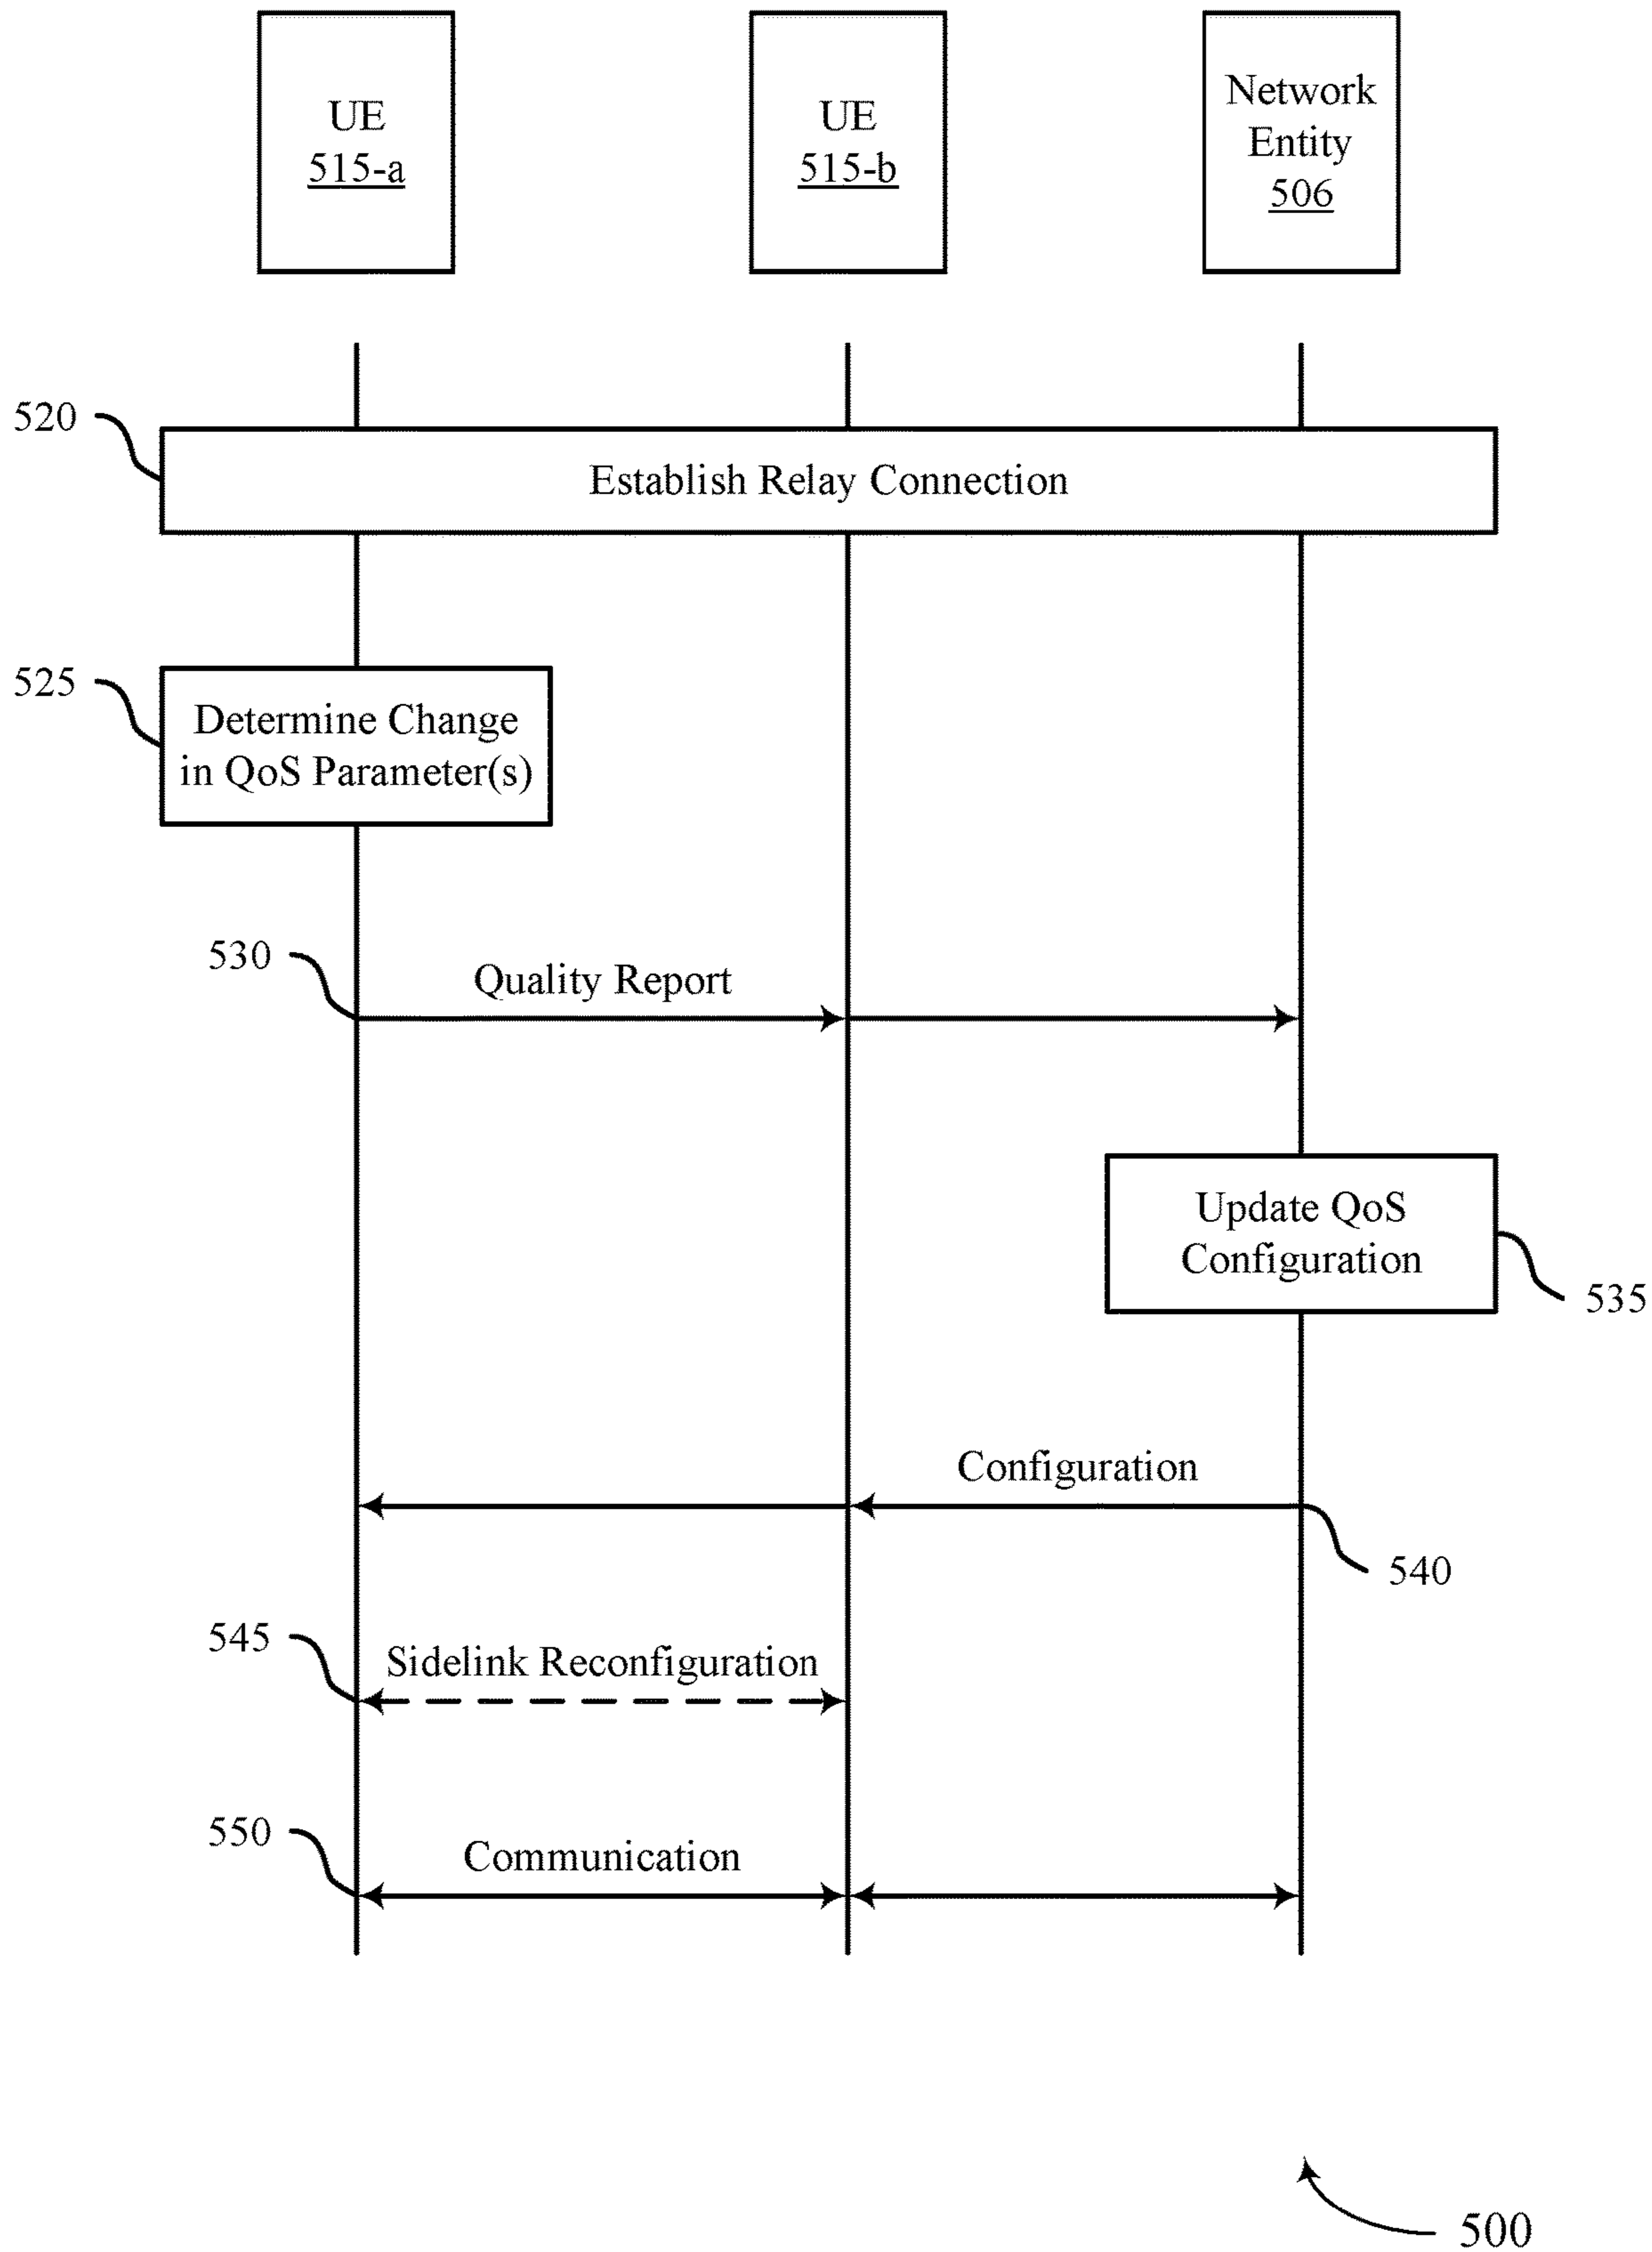 UE
515-a
UE
515-b
Network
Entity
506
520
Establish Relay Connection
525
Determine Change
in QoS Parameter(s)
530
Quality Report
Update QoS
Configuration
535
Configuration
540
545
Sidelink Reconfiguration
550
Communication
500